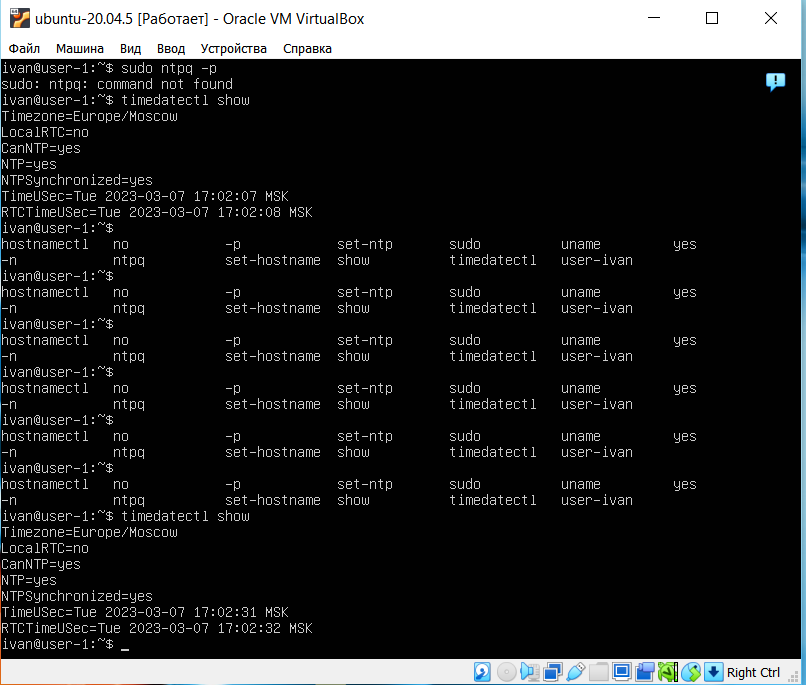 ubuntu-20.04.5 [Работает] - Oracle VM VirtualBox
Файл Машина Вид Ввод Устройства Справка
ivan@user-1:~$ sudo ntpq -p
sudo: ntpq: command not found
ivan@user-1:~$ timedatectl show
Timezone=Europe/Moscow
LocalRTC=no
CanNTP=yes
NTP=yes
NTPSynchronized=yes
TimeUSec=Tue 2023-03-07 17:02:07 MSK
RTCTimeUSec=Tue 2023-03-07 17:02:08 MSK
ivan@user-1:~$
hostnamectl no -p set-ntp sudo uname yes
-n ntpq set-hostname show timedatectl user-ivan
ivan@user-1:~$
hostnamectl no -p set-ntp sudo uname yes
-n ntpq set-hostname show timedatectl user-ivan
ivan@user-1:~$
hostnamectl no -p set-ntp sudo uname yes
-n ntpq set-hostname show timedatectl user-ivan
ivan@user-1:~$
hostnamectl no -p set-ntp sudo uname yes
-n ntpq set-hostname show timedatectl user-ivan
ivan@user-1:~$
hostnamectl no -p set-ntp sudo uname yes
-n ntpq set-hostname show timedatectl user-ivan
ivan@user-1:~$
hostnamectl no -p set-ntp sudo uname yes
-n ntpq set-hostname show timedatectl user-ivan
ivan@user-1:~$ timedatectl show
Timezone=Europe/Moscow
LocalRTC=no
CanNTP=yes
NTP=yes
NTPSynchronized=yes
TimeUSec=Tue 2023-03-07 17:02:31 MSK
RTCTimeUSec=Tue 2023-03-07 17:02:32 MSK
ivan@user-1:~$ _
Right Ctrl